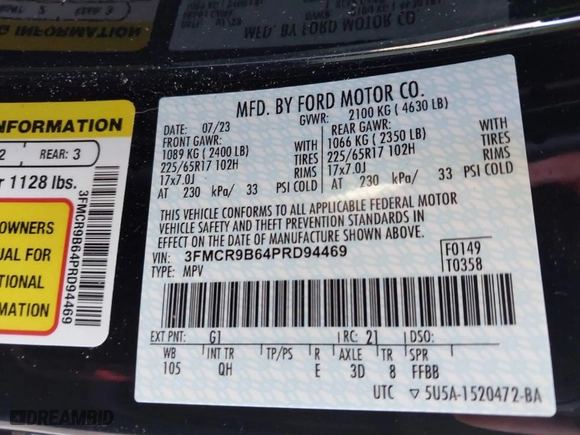 MFD. BY FORD MOTOR CO.
INFORMATION
2 REAR: 3
r 1128 lbs.
OWNERS
UAL FOR
TIONAL
MATION
3FMCR9B64PRD94469
MFD. BY FORD MOTOR CO.
DATE: 07/23 GVWR: 2100 KG ( 4630 LB)
FRONT GAWR: REAR GAWR:
1089 KG ( 2400 LB) WITH 1066 KG ( 2350 LB) WITH
225/65R17 102H TIRES 225/65R17 102H TIRES
17x7.0J RIMS 17x7.0J RIMS
AT 230 kPa/ 33 PSI COLD AT 230 kPa/ 33 PSI COLD
THIS VEHICLE CONFORMS TO ALL APPLICABLE FEDERAL MOTOR
VEHICLE SAFETY AND THEFT PREVENTION STANDARDS IN
EFFECT ON THE DATE OF MANUFACTURE SHOWN ABOVE.
VIN: 3FMCR9B64PRD94469 F0149
TYPE: MPV T0358
EXT PNT: G1 RC: 21 DSO:
WB INT TR TP/PS R AXLE TR SPR
105 QH E 3D 8 FFBB
UTC ▽ 5U5A-1520472-BA
DREAMBID